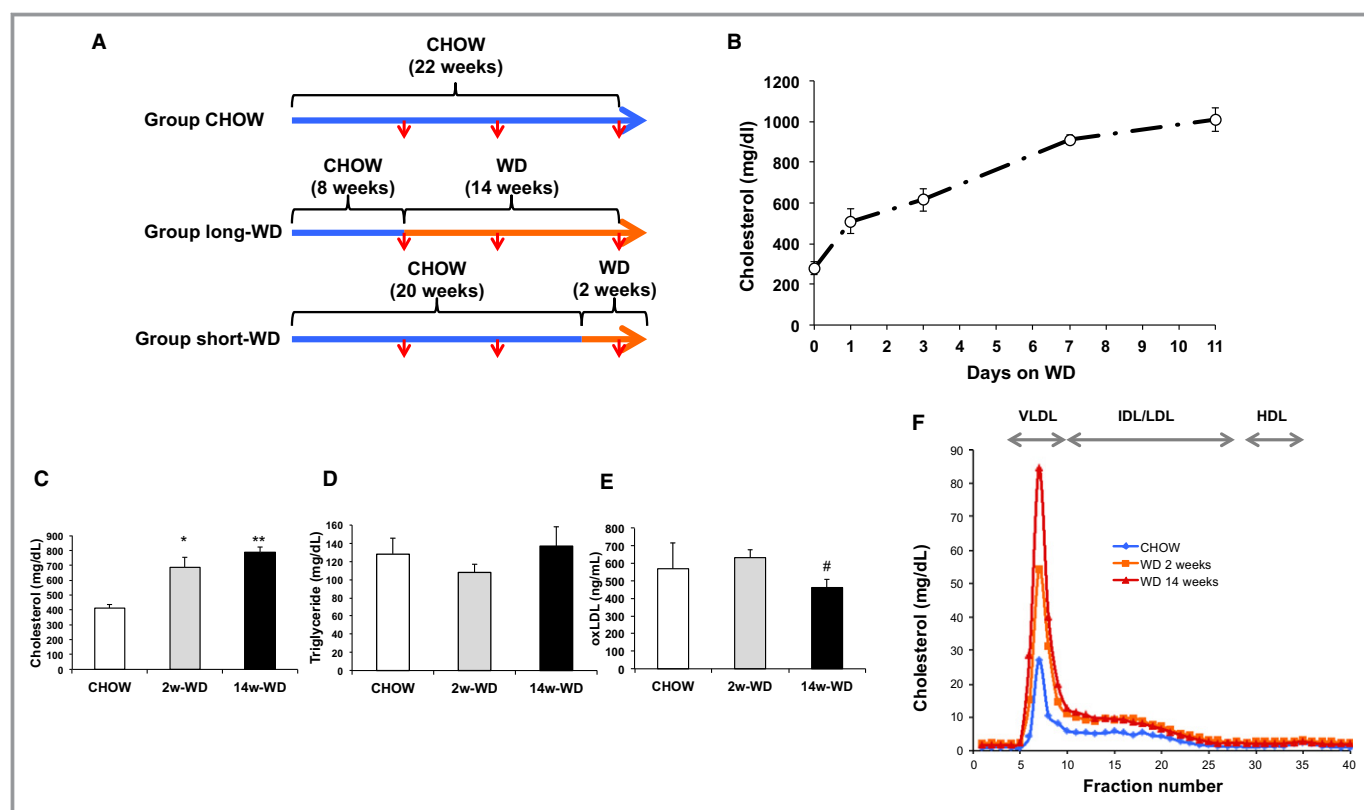 A
CHOW
(22 weeks)
Group CHOW
CHOW
(8 weeks)
WD
(14 weeks)
Group long-WD
CHOW
(20 weeks)
WD
(2 weeks)
Group short-WD
B
1200
1000
800
600
400
200
0
Cholesterol (mg/dl)
0 1 2 3 4 5 6 7 8 9 10 11
Days on WD
C
Cholesterol (mg/dL)
900
800
700
600
500
400
300
200
100
0
* **
CHOW 2w-WD 14w-WD
D
Triglyceride (mg/dL)
160
140
120
100
80
60
40
20
0
CHOW 2w-WD 14w-WD
E
oxLDL (ng/mL)
800
700
600
500
400
300
200
100
0
#
CHOW 2w-WD 14w-WD
F
VLDL IDL/LDL HDL
Cholesterol (mg/dL)
90
80
70
60
50
40
30
20
10
0
CHOW
WD 2 weeks
WD 14 weeks
0 5 10 15 20 25 30 35 40
Fraction number